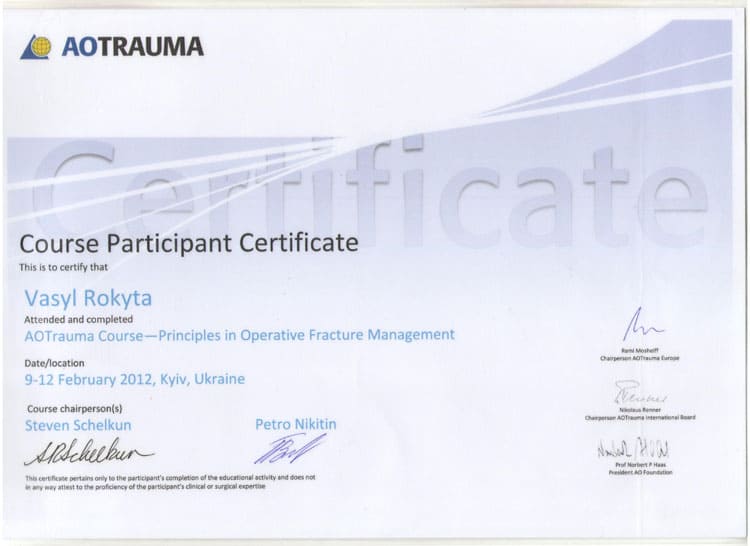 AOTRAUMA
Certificate
Course Participant Certificate
This is to certify that
Vasyl Rokyta
Attended and completed
AOTrauma Course—Principles in Operative Fracture Management
Date/location
9-12 February 2012, Kyiv, Ukraine
Course chairperson(s)
Steven Schelkun
Petro Nikitin
SRSchelkun
This certificate pertains only to the participant's completion of the educational activity and does not
in any way attest to the proficiency of the participant's clinical or surgical expertise
Rami Mosheiff
Chairperson AOTrauma Europe
Renner
Nikolaus Renner
Chairperson AOTrauma International Board
Prof Norbert P Haas
President AO Foundation